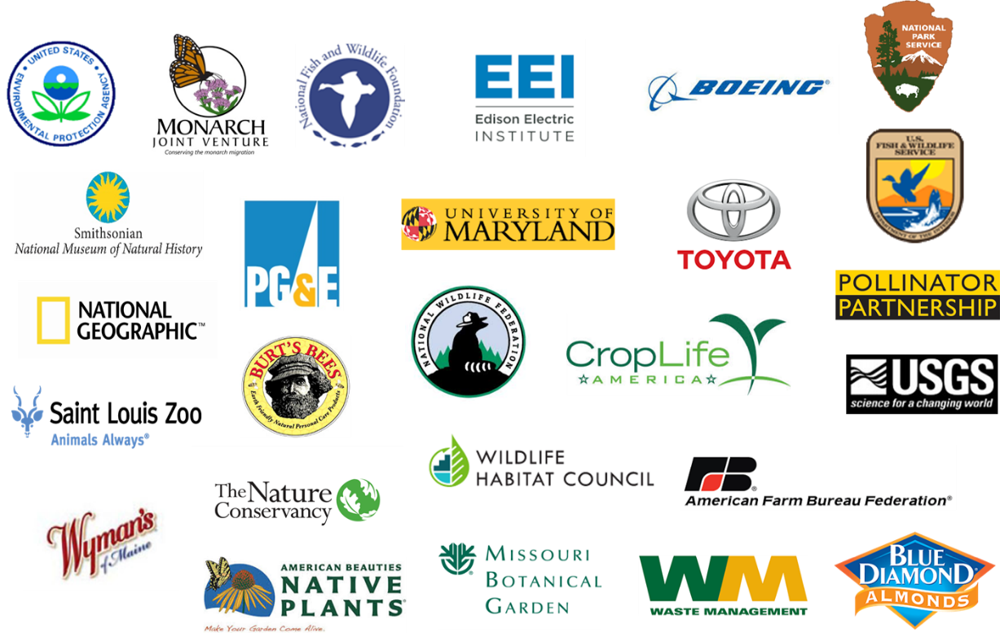 UNITED STATES
ENVIRONMENTAL PROTECTION AGENCY
MONARCH
JOINT VENTURE
Conserving the monarch migration
National Fish and Wildlife Foundation
EEI
Edison Electric
INSTITUTE
BOEING®
NATIONAL
PARK
SERVICE
U.S.
FISH & WILDLIFE
SERVICE
DEPARTMENT OF THE INTERIOR
Smithsonian
National Museum of Natural History
PG&E
UNIVERSITY OF
MARYLAND
TOYOTA
POLLINATOR
PARTNERSHIP
NATIONAL
GEOGRAPHIC™
BURT'S BEES
Earth Friendly Natural Personal Care Products
NATIONAL WILDLIFE FEDERATION
CropLife
AMERICA
USGS
science for a changing world
Saint Louis Zoo
Animals Always®
WILDLIFE
HABITAT COUNCIL
FB®
American Farm Bureau Federation®
The Nature
Conservancy
Wyman's
of Maine
AMERICAN BEAUTIES
NATIVE
PLANTS®
Make Your Garden Come Alive.
MISSOURI
BOTANICAL
GARDEN
WM
WASTE MANAGEMENT
BLUE
DIAMOND®
ALMONDS